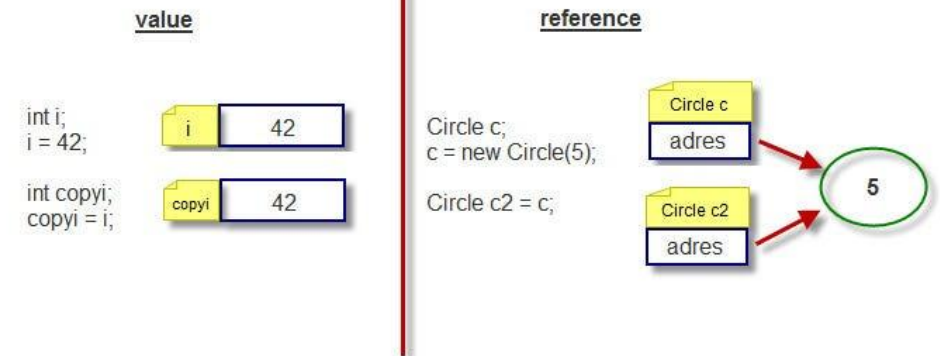 value
int i;
i = 42;
i
42
int copyi;
copyi = i;
copyi
42
reference
Circle c;
c = new Circle(5);
Circle c2 = c;
Circle c
adres
Circle c2
adres
5